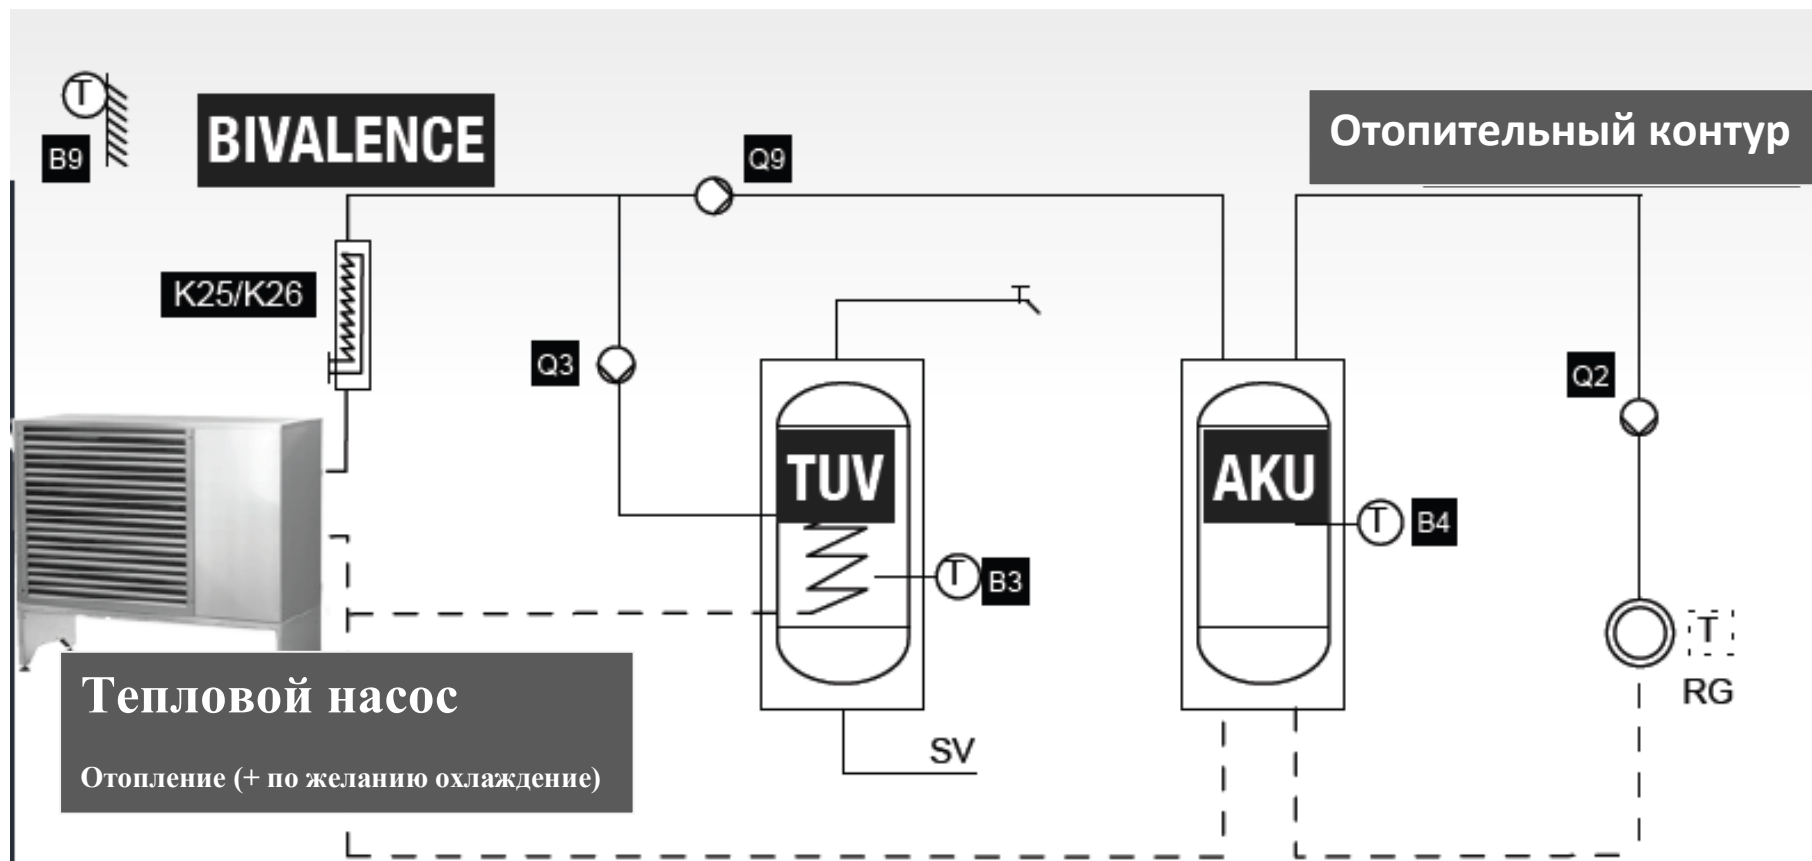 T
B9
BIVALENCE
Q9
Отопительный контур
K25/K26
Q3
Q2
TUV
AKU
T
B4
T
B3
T
RG
Тепловой насос
SV
Отопление (+ по желанию охлаждение)